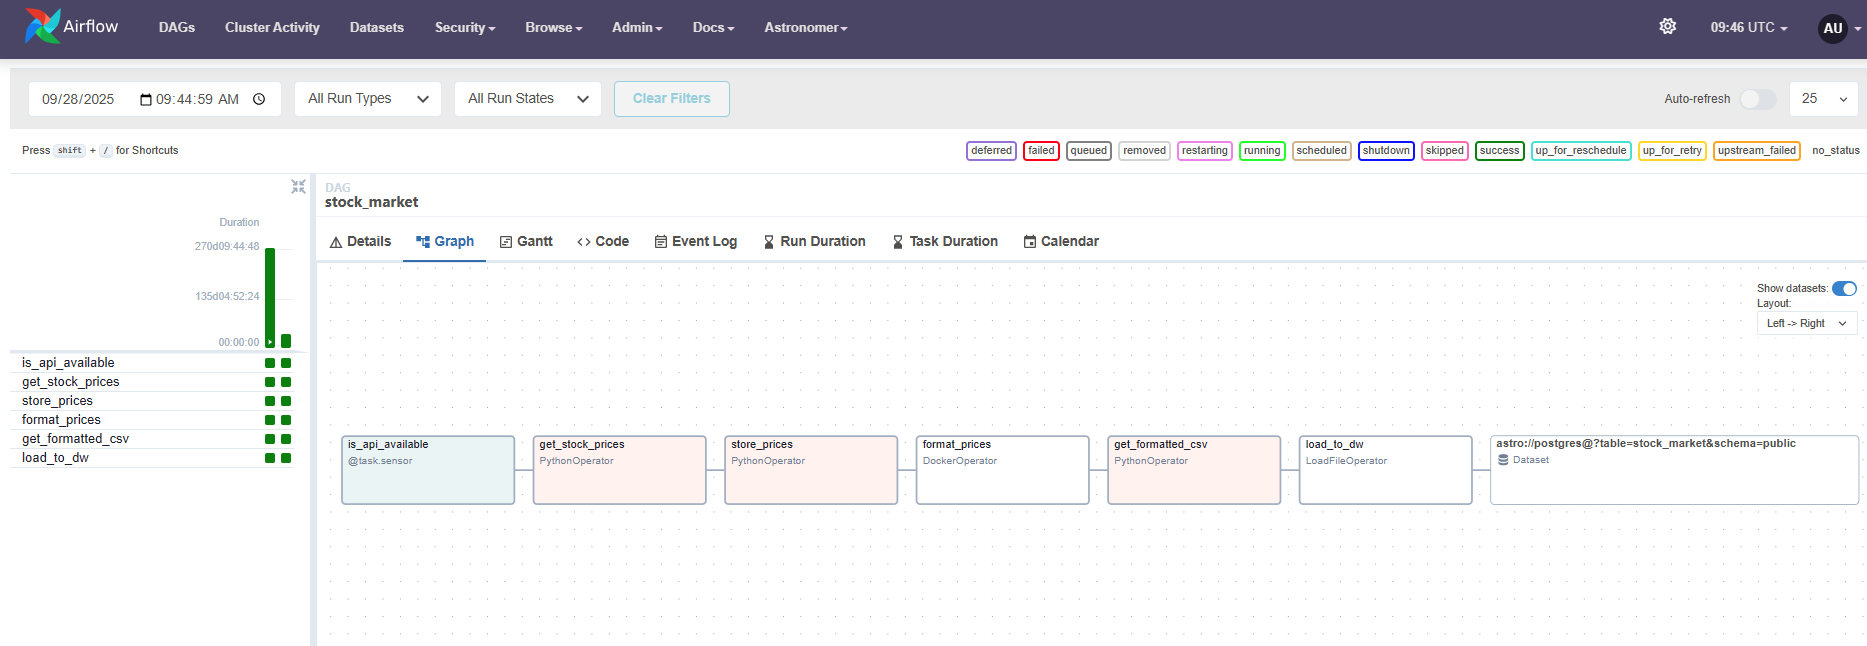 Airflow DAGs Cluster Activity Datasets Security Browse Admin Docs Astronomer 09:46 UTC AU
09/28/2025 09:44:59 AM All Run Types All Run States Clear Filters Auto-refresh 25
Press shift + / for Shortcuts deferred failed queued removed restarting running scheduled shutdown skipped success up_for_reschedule up_for_retry upstream_failed no_status
DAG
stock_market
Duration
270d09:44:48
135d04:52:24
00:00:00
is_api_available
get_stock_prices
store_prices
format_prices
get_formatted_csv
load_to_dw
Details Graph Gantt Code Event Log Run Duration Task Duration Calendar
Show datasets:
Layout:
Left -> Right
is_api_available
@task.sensor
get_stock_prices
PythonOperator
store_prices
PythonOperator
format_prices
DockerOperator
get_formatted_csv
PythonOperator
load_to_dw
LoadFileOperator
astro://postgres@?table=stock_market&schema=public
Dataset